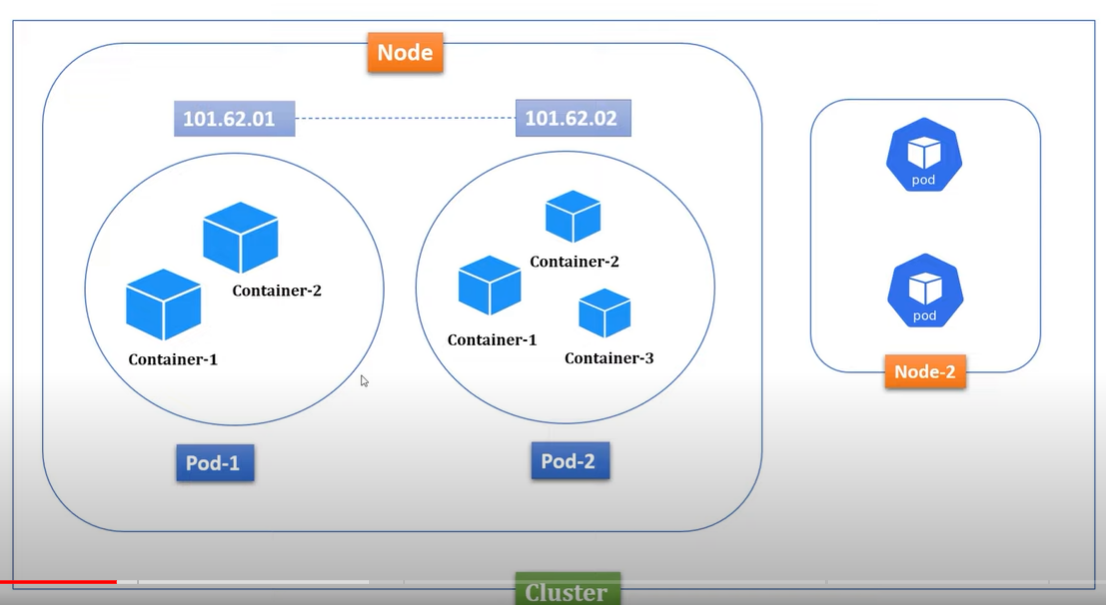 Node
101.62.01
101.62.02
Container-2
Container-1
Container-2
Container-1
Container-3
Pod-1
Pod-2
pod
pod
Node-2
Cluster